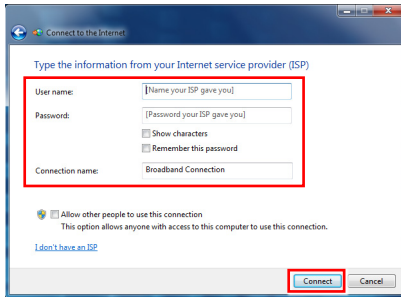 Connect to the Internet
Type the information from your Internet service provider (ISP)
User name: [Name your ISP gave you]
Password: [Password your ISP gave you]
Show characters
Remember this password
Connection name: Broadband Connection
Allow other people to use this connection
This option allows anyone with access to this computer to use this connection.
I don't have an ISP
Connect Cancel